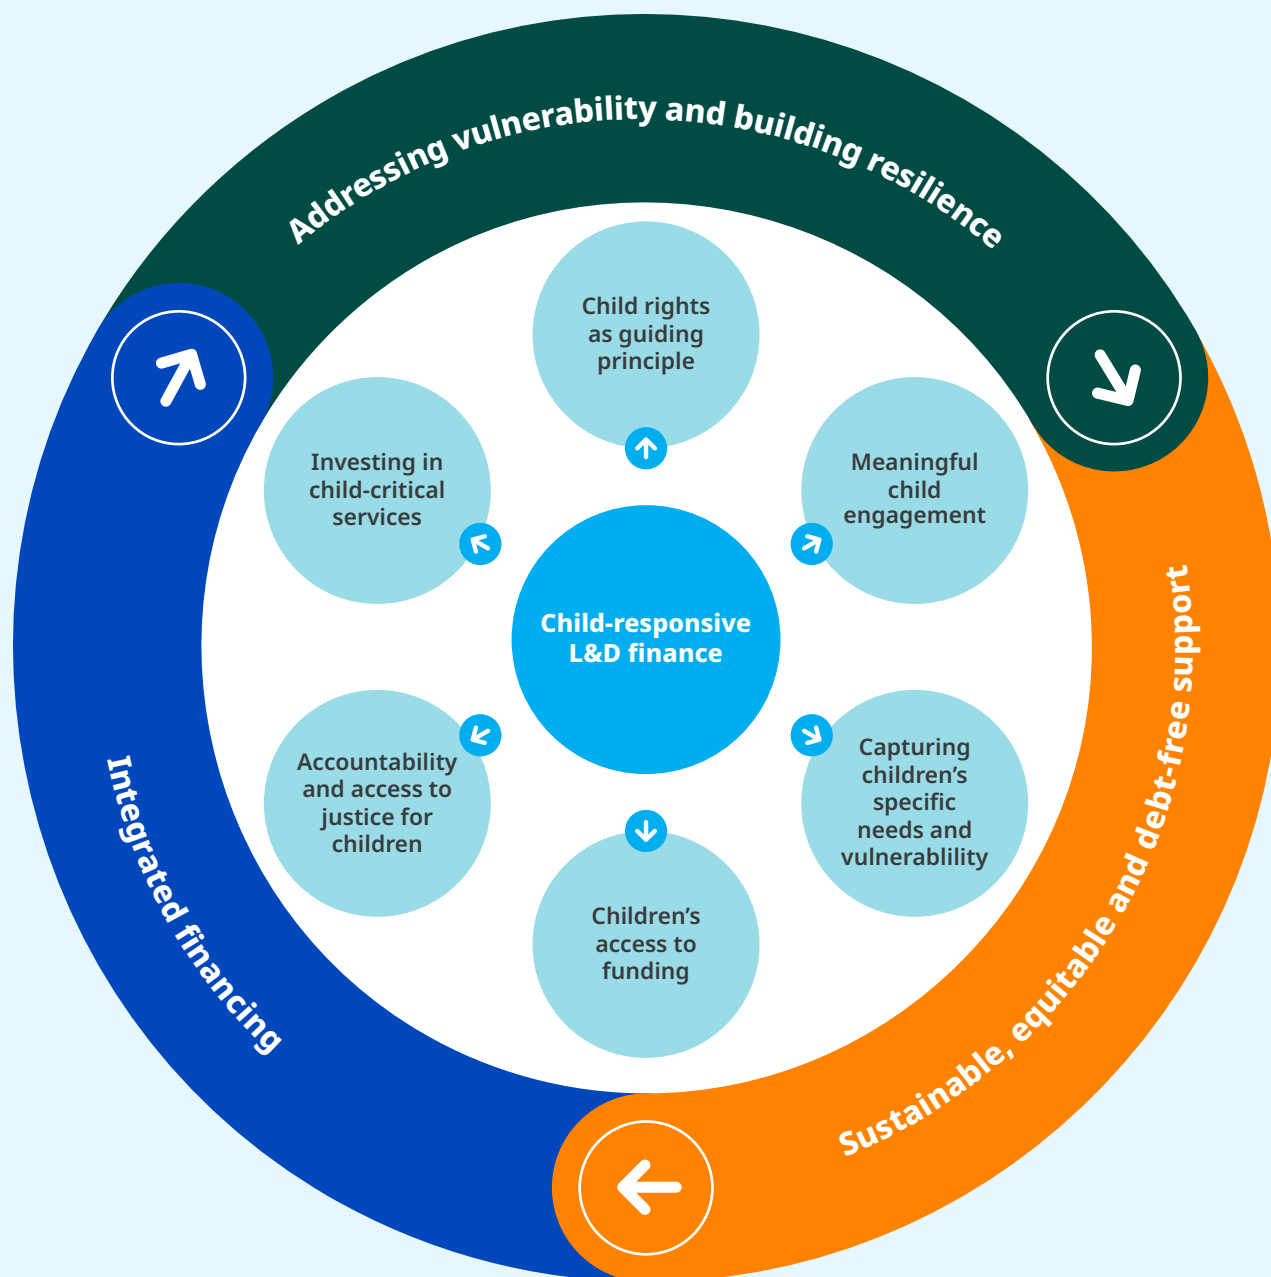 Addressing vulnerability and building resilience
Child rights
as guiding
principle
Investing in
child-critical
services
Meaningful
child
engagement
Child-responsive
L&D finance
Accountability
and access to
justice for
children
Capturing
children’s
specific
needs and
vulnerablility
Children’s
access to
funding
Sustainable, equitable and debt-free support
Integrated financing